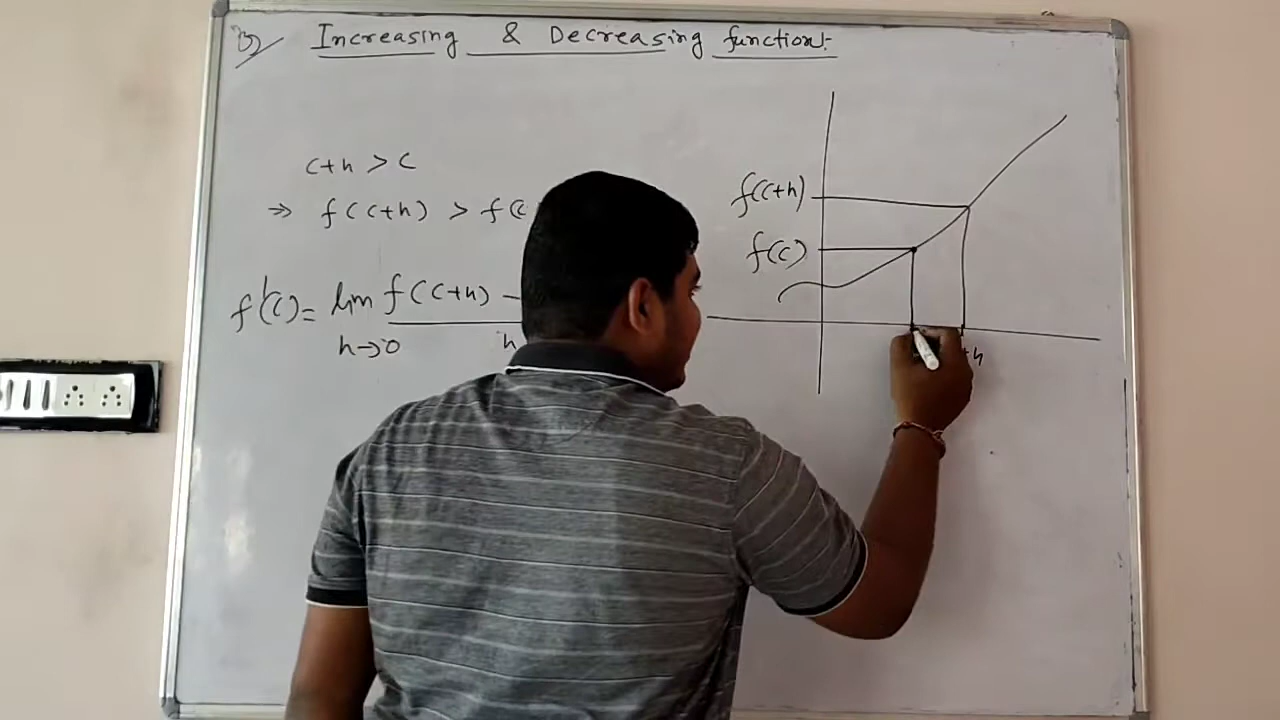 Increasing & Decreasing function:-
c+h > c
⇒ f(c+h) > f(c
f'(c) = lim f(c+h) -
h→0 h
f(c+h)
f(c)
+h